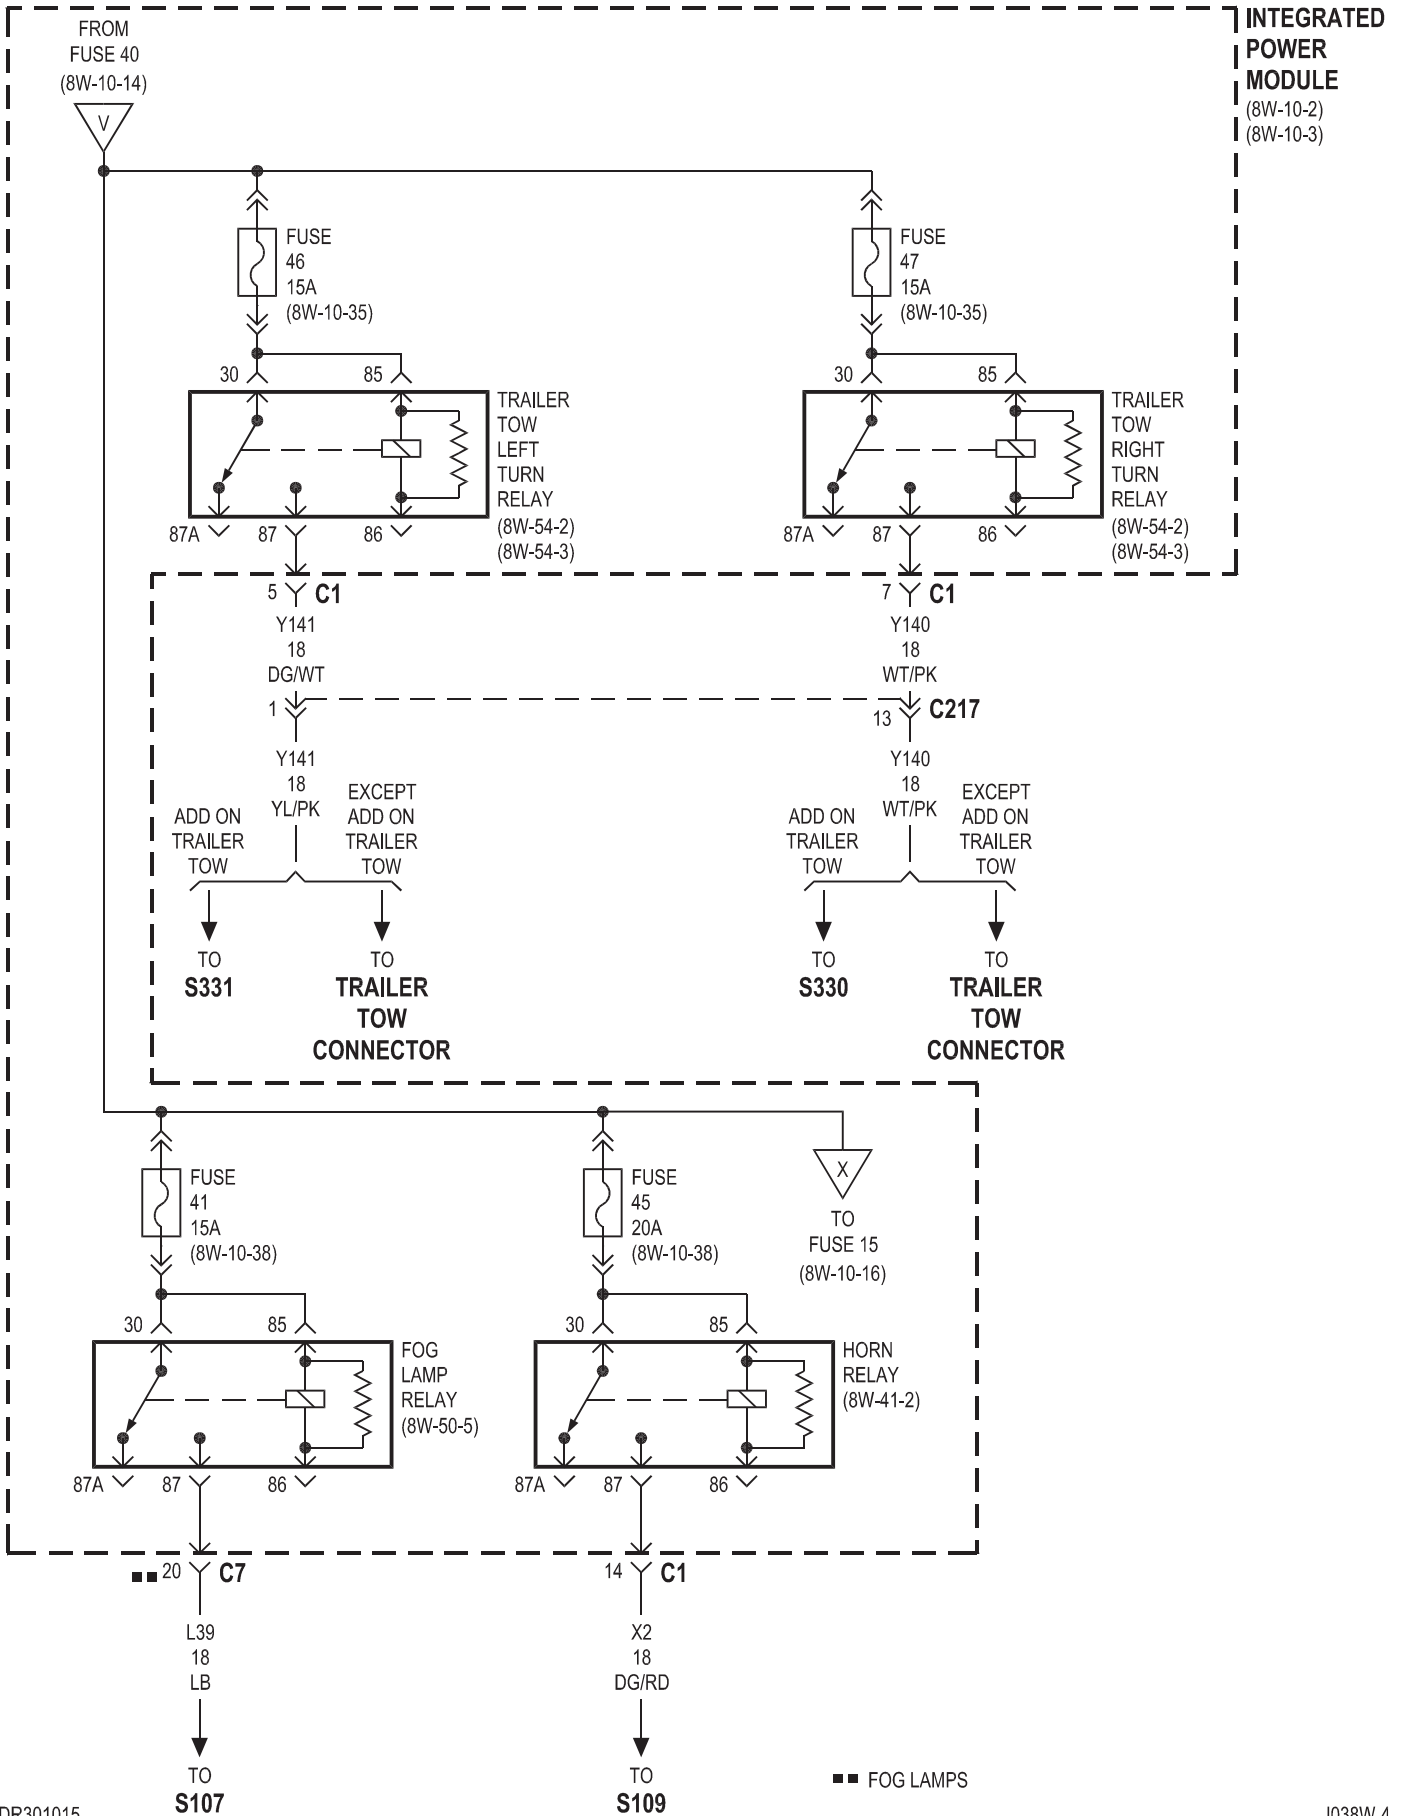 FROM
FUSE 40
(8W-10-14)
V
INTEGRATED
POWER
MODULE
(8W-10-2)
(8W-10-3)
FUSE
46
15A
(8W-10-35)
FUSE
47
15A
(8W-10-35)
30 85
TRAILER
TOW
LEFT
TURN
RELAY
(8W-54-2)
(8W-54-3)
87A 87 86
30 85
TRAILER
TOW
RIGHT
TURN
RELAY
(8W-54-2)
(8W-54-3)
87A 87 86
5 C1
Y141
18
DG/WT
1
Y141
18
YL/PK
7 C1
Y140
18
WT/PK
13 C217
Y140
18
WT/PK
ADD ON
TRAILER
TOW
EXCEPT
ADD ON
TRAILER
TOW
ADD ON
TRAILER
TOW
EXCEPT
ADD ON
TRAILER
TOW
TO
S331
TO
TRAILER
TOW
CONNECTOR
TO
S330
TO
TRAILER
TOW
CONNECTOR
FUSE
41
15A
(8W-10-38)
FUSE
45
20A
(8W-10-38)
X
TO
FUSE 15
(8W-10-16)
30 85
FOG
LAMP
RELAY
(8W-50-5)
87A 87 86
30 85
HORN
RELAY
(8W-41-2)
87A 87 86
20 C7
L39
18
LB
TO
S107
14 C1
X2
18
DG/RD
TO
S109
FOG LAMPS
DR301015
J038W-4